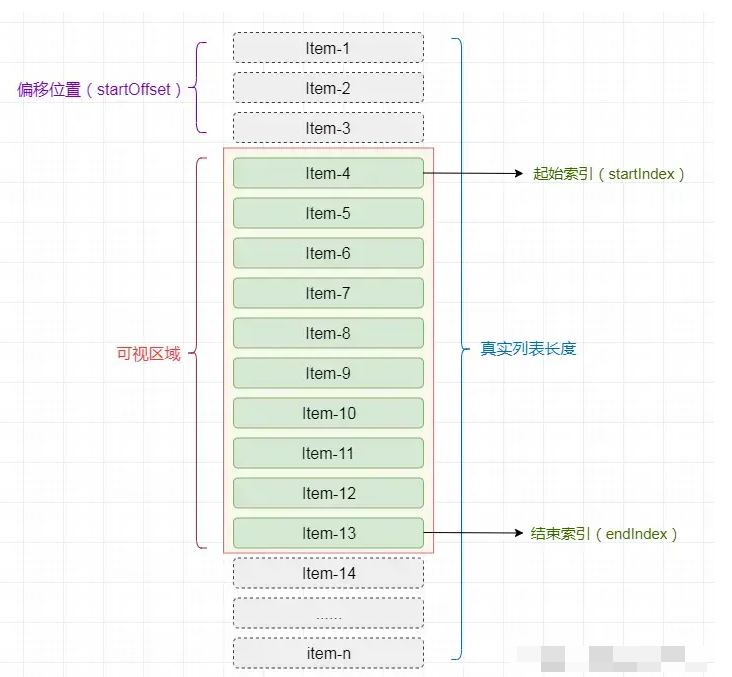 Item-1
Item-2
偏移位置（startOffset）
Item-3
Item-4
起始索引（startIndex）
Item-5
Item-6
Item-7
Item-8
可视区域
真实列表长度
Item-9
Item-10
Item-11
Item-12
Item-13
结束索引（endIndex）
Item-14
......
item-n